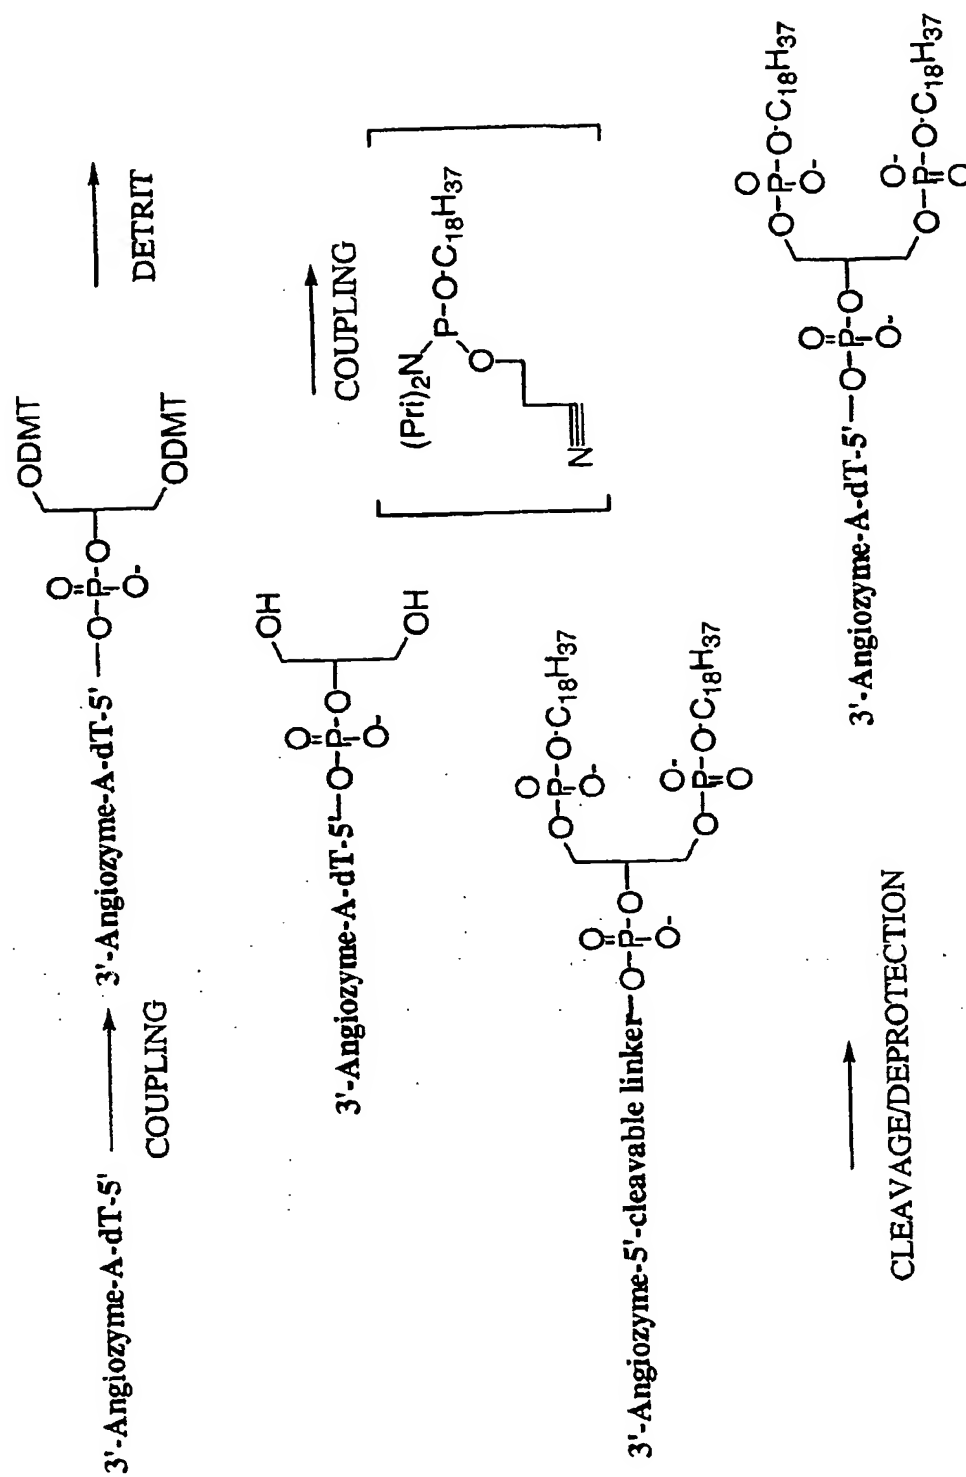 3'-Angiozyme-A-dT-5'
COUPLING
3'-Angiozyme-A-dT-5'—O-P-O
O
O-
ODMT
ODMT
DETRIT
3'-Angiozyme-A-dT-5'—O-P-O
O
O-
OH
OH
COUPLING
(Pri)2N
P-O-C18H37
O
N
3'-Angiozyme-5'-cleavable linker—O-P-O
O
O-
O-P-O-C18H37
O
O-
O-P-O-C18H37
O-
O
CLEAVAGE/DEPROTECTION
3'-Angiozyme-A-dT-5'—O-P-O
O
O-
O-P-O-C18H37
O
O-
O-P-O-C18H37
O-
O